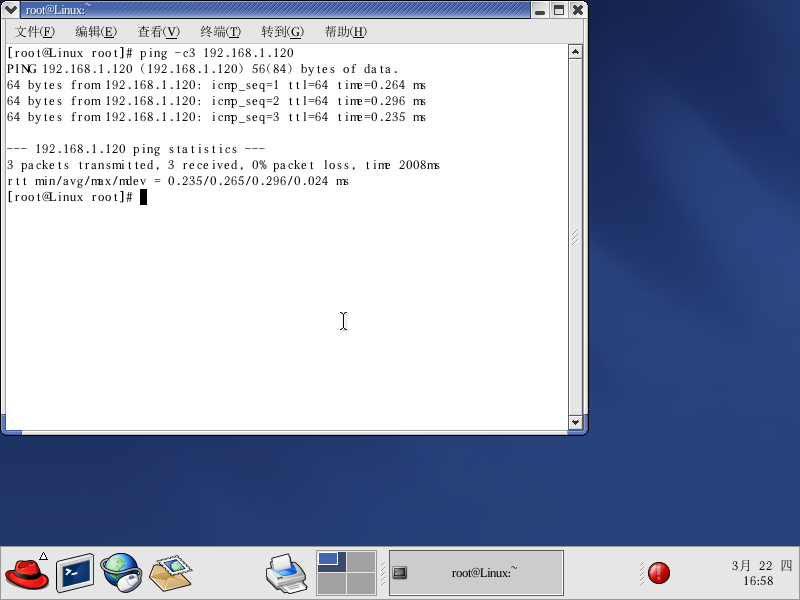 root@Linux:~
文件(F) 编辑(E) 查看(V) 终端(T) 转到(G) 帮助(H)
[root@Linux root]# ping -c3 192.168.1.120
PING 192.168.1.120 (192.168.1.120) 56(84) bytes of data.
64 bytes from 192.168.1.120: icmp_seq=1 ttl=64 time=0.264 ms
64 bytes from 192.168.1.120: icmp_seq=2 ttl=64 time=0.296 ms
64 bytes from 192.168.1.120: icmp_seq=3 ttl=64 time=0.235 ms
--- 192.168.1.120 ping statistics ---
3 packets transmitted, 3 received, 0% packet loss, time 2008ms
rtt min/avg/max/mdev = 0.235/0.265/0.296/0.024 ms
[root@Linux root]#
root@Linux:~
3月 22 四
16:58